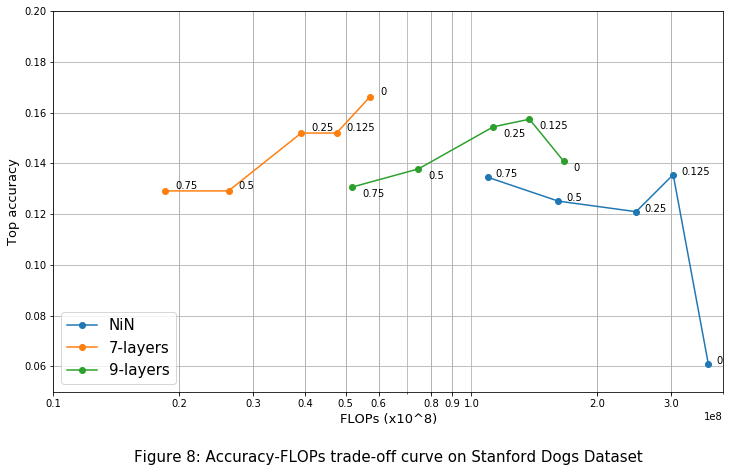 0.20
0.18
0.16
0.14
0.12
0.10
0.08
0.06
Top accuracy
0
0.25 0.125
0.75 0.5
0.125
0.25
0
0.5
0.75
0.75
0.125
0.5
0.25
0
NiN
7-layers
9-layers
0.1 0.2 0.3 0.4 0.5 0.6 0.8 0.9 1.0 2.0 3.0
FLOPs (x10^8)
1e8
Figure 8: Accuracy-FLOPs trade-off curve on Stanford Dogs Dataset